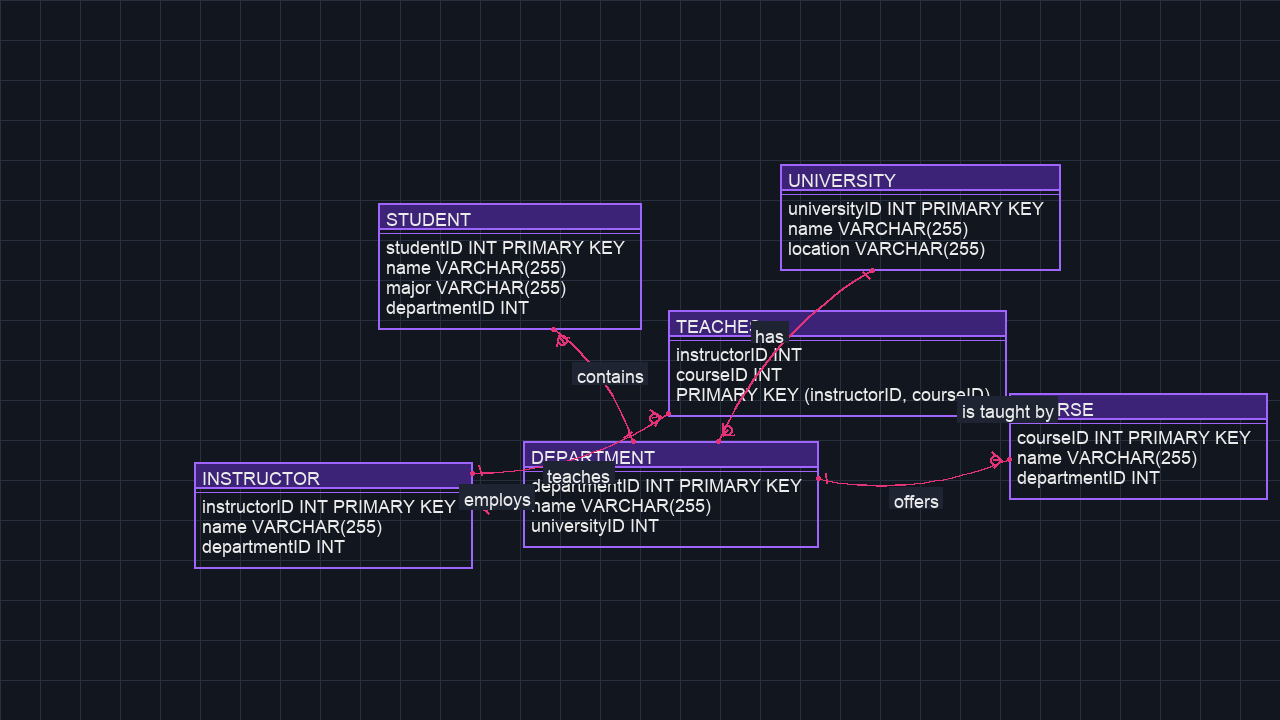 UNIVERSITY
universityID INT PRIMARY KEY
name VARCHAR(255)
location VARCHAR(255)
STUDENT
studentID INT PRIMARY KEY
name VARCHAR(255)
major VARCHAR(255)
departmentID INT
TEACHE
has
instructorID INT
courseID INT
PRIMARY KEY (instructorID, courseID)
contains
is taught by
RSE
courseID INT PRIMARY KEY
name VARCHAR(255)
departmentID INT
DEPARTMENT
departmentID INT PRIMARY KEY
name VARCHAR(255)
universityID INT
teaches
employs
offers
INSTRUCTOR
instructorID INT PRIMARY KEY
name VARCHAR(255)
departmentID INT